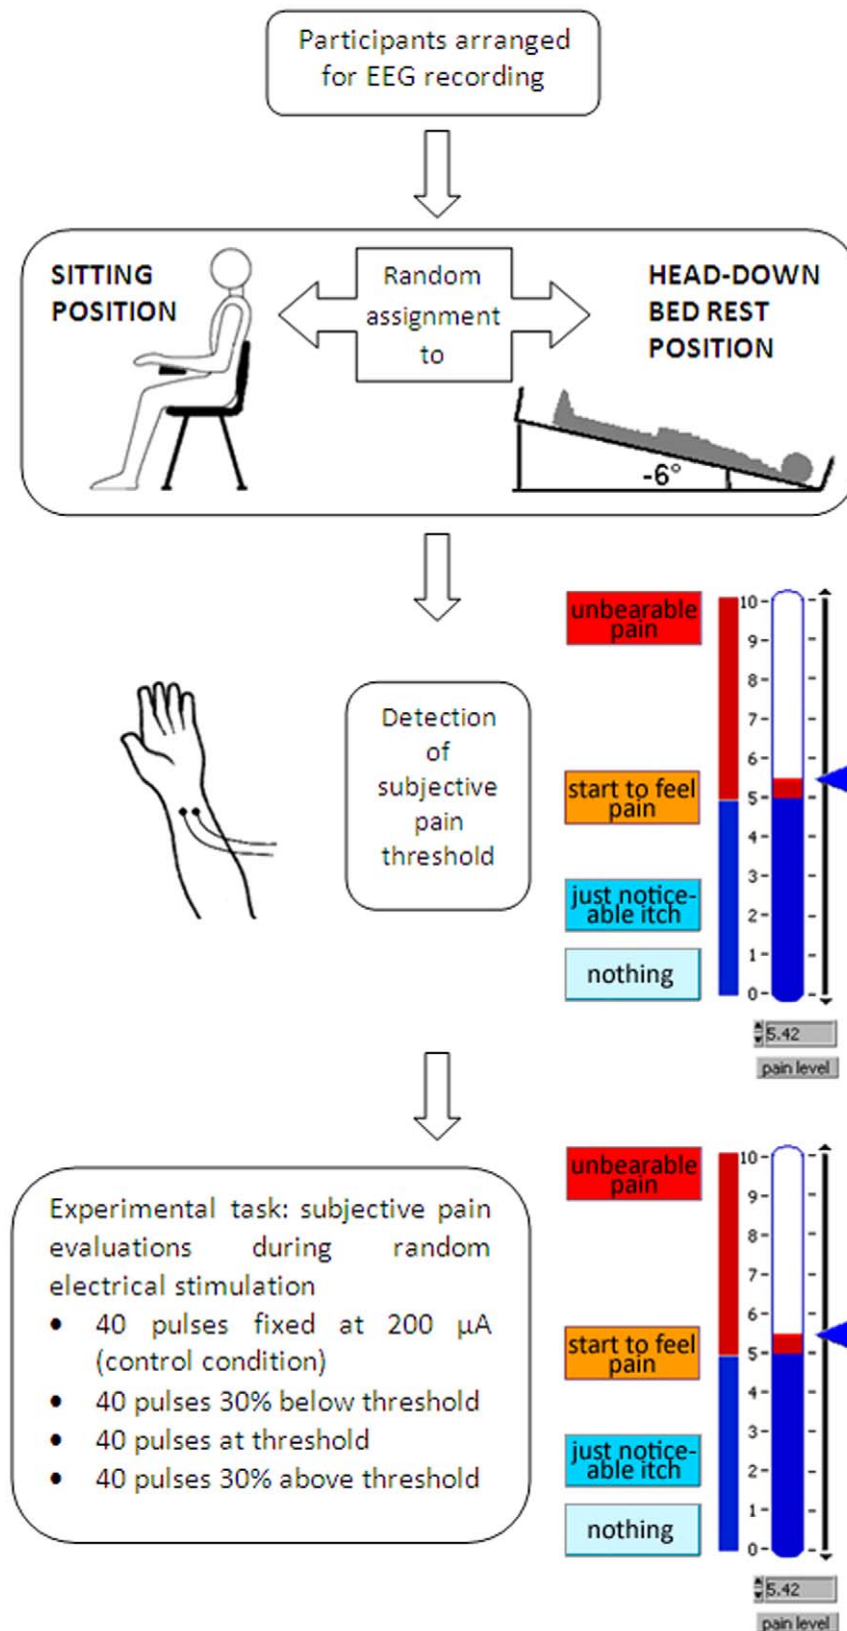 Participants arranged
for EEG recording
SITTING
POSITION
Random
assignment
to
HEAD-DOWN
BED REST
POSITION
-6°
Detection
of
subjective
pain
threshold
unbearable
pain
start to feel
pain
just notice-
able itch
nothing
10
9
8
7
6
5
4
3
2
1
0
5.42
pain level
Experimental task: subjective pain
evaluations during random
electrical stimulation
• 40 pulses fixed at 200 µA
(control condition)
• 40 pulses 30% below threshold
• 40 pulses at threshold
• 40 pulses 30% above threshold
unbearable
pain
start to feel
pain
just notice-
able itch
nothing
10
9
8
7
6
5
4
3
2
1
0
5.42
pain level